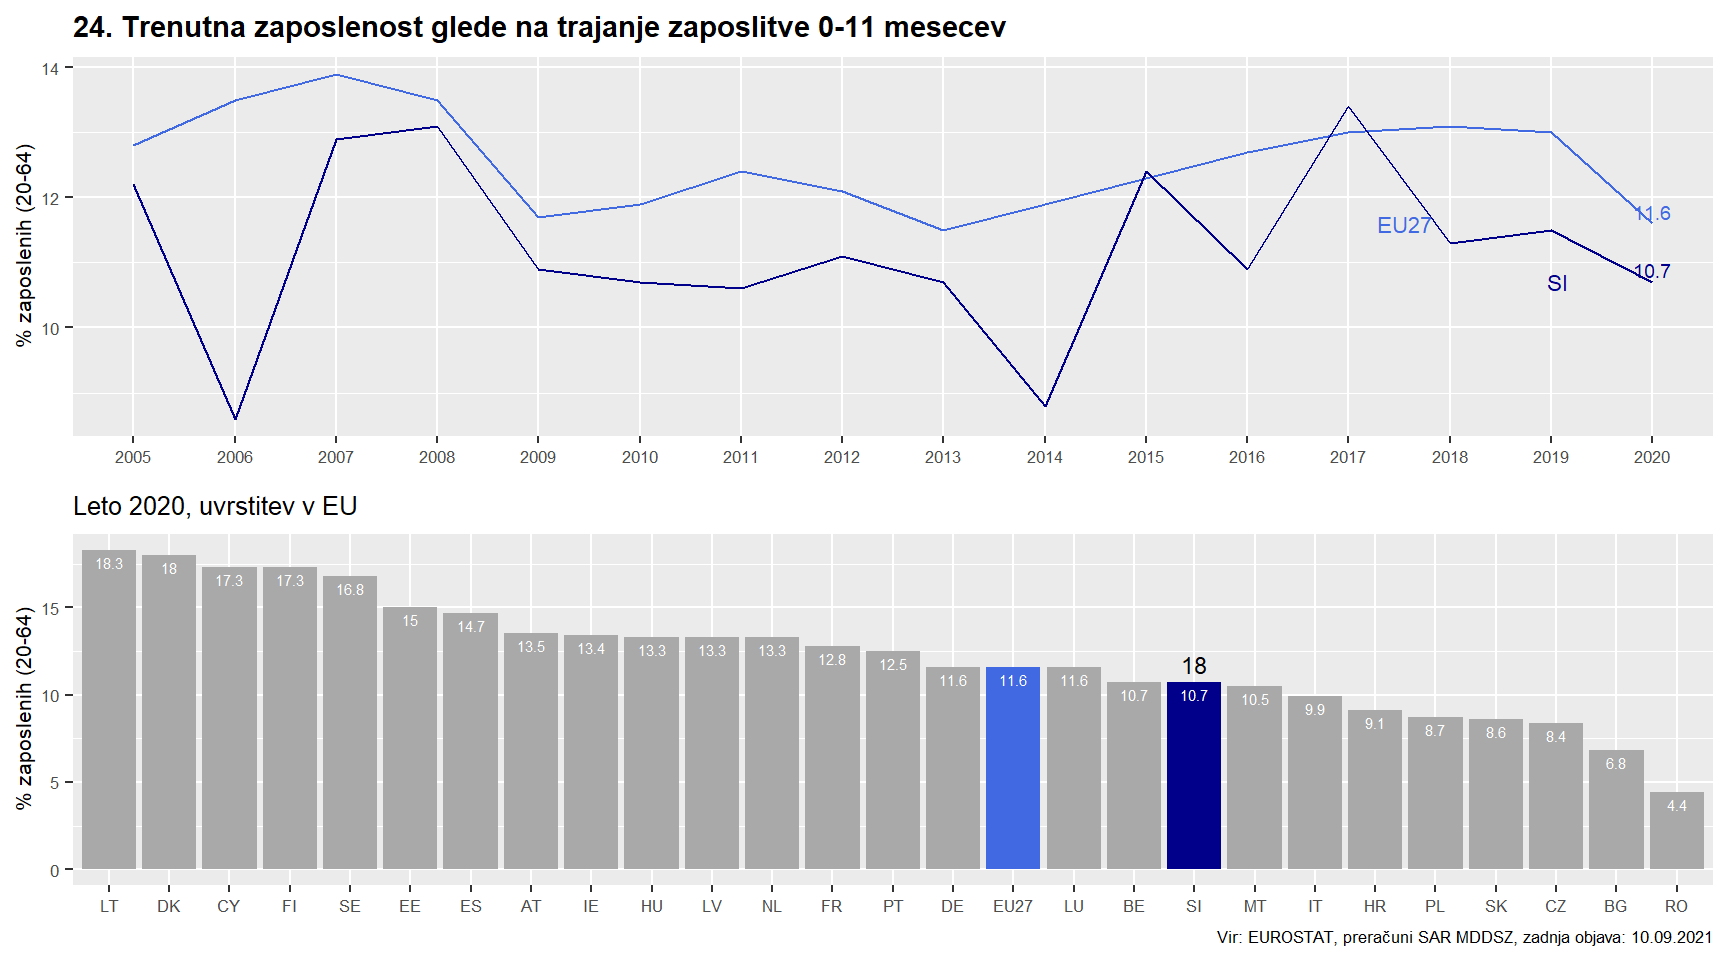 24. Trenutna zaposlenost glede na trajanje zaposlitve 0-11 mesecev
% zaposlenih (20-64)
14
12
10
EU27
SI
11.6
10.7
2005 2006 2007 2008 2009 2010 2011 2012 2013 2014 2015 2016 2017 2018 2019 2020
Leto 2020, uvrstitev v EU
% zaposlenih (20-64)
15
10
5
0
18
18.3 18 17.3 17.3 16.8 15 14.7 13.5 13.4 13.3 13.3 13.3 12.8 12.5 11.6 11.6 11.6 10.7 10.7 10.5 9.9 9.1 8.7 8.6 8.4 6.8 4.4
LT DK CY FI SE EE ES AT IE HU LV NL FR PT DE EU27 LU BE SI MT IT HR PL SK CZ BG RO
Vir: EUROSTAT, preračuni SAR MDDSZ, zadnja objava: 10.09.2021